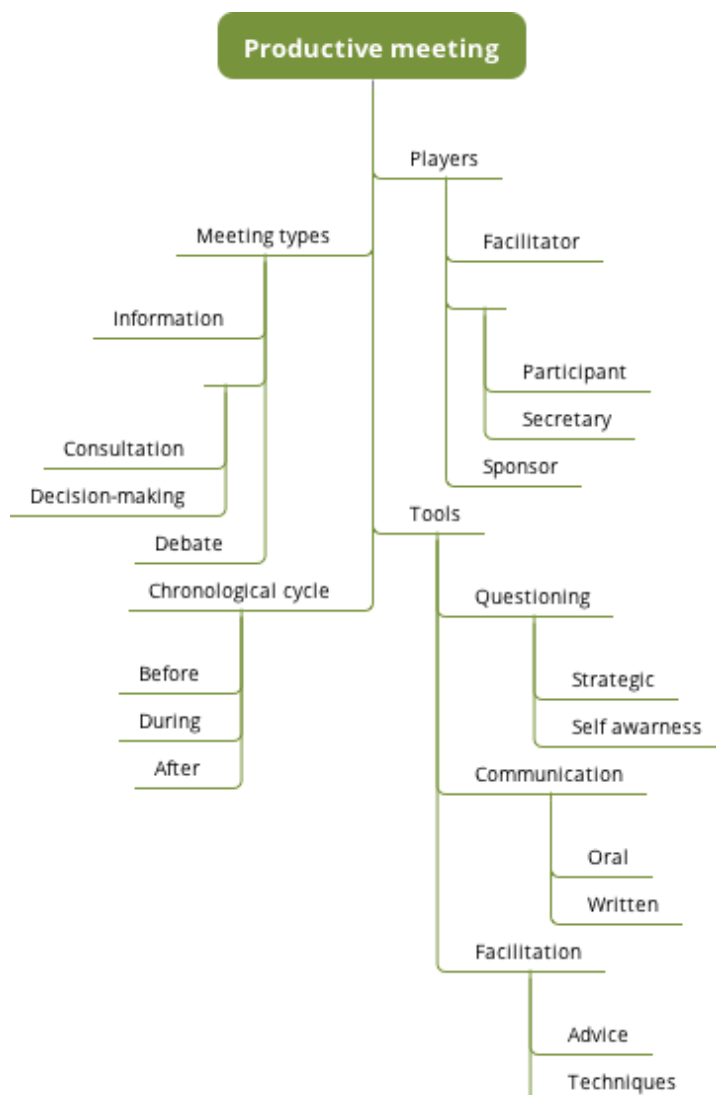 Productive meeting
Players
Facilitator
Participant
Secretary
Sponsor
Meeting types
Information
Consultation
Decision-making
Debate
Tools
Questioning
Strategic
Self awarness
Communication
Oral
Written
Facilitation
Advice
Techniques
Chronological cycle
Before
During
After